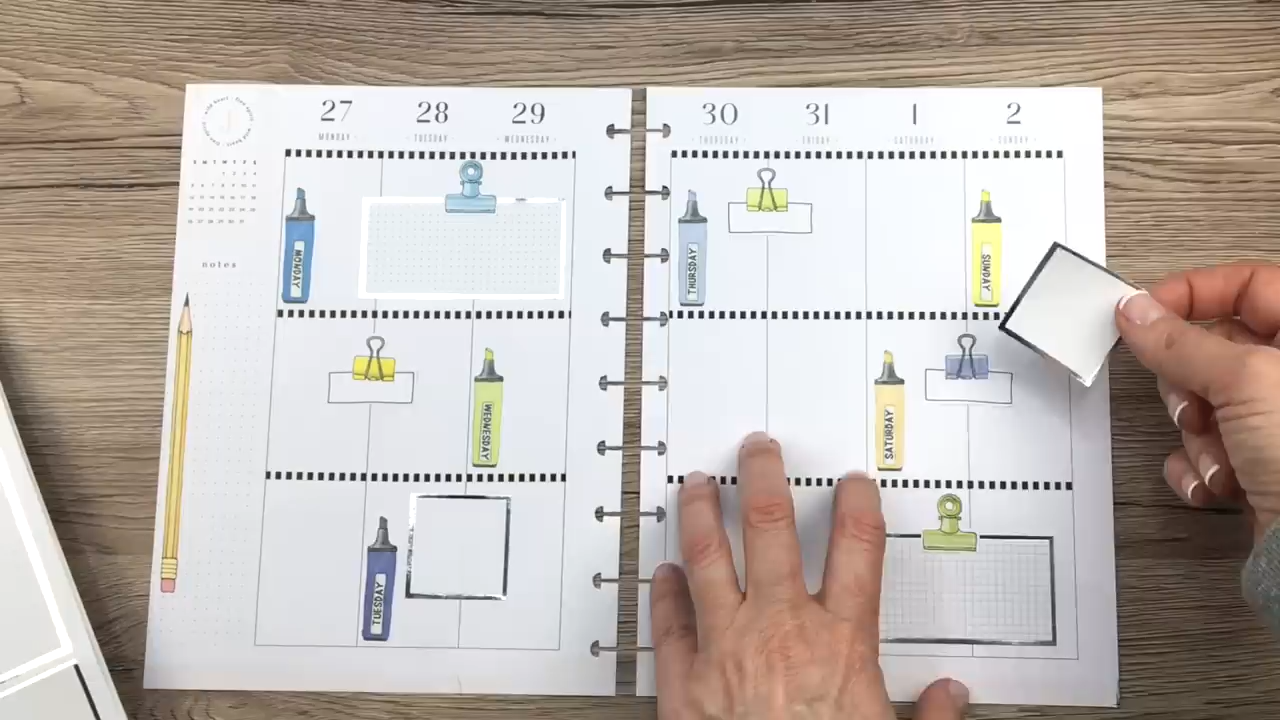 27 28 29 30 31 1 2
MONDAY TUESDAY WEDNESDAY THURSDAY FRIDAY SATURDAY SUNDAY
S M T W T F S
notes
MONDAY
THURSDAY
SUNDAY
WEDNESDAY
SATURDAY
TUESDAY